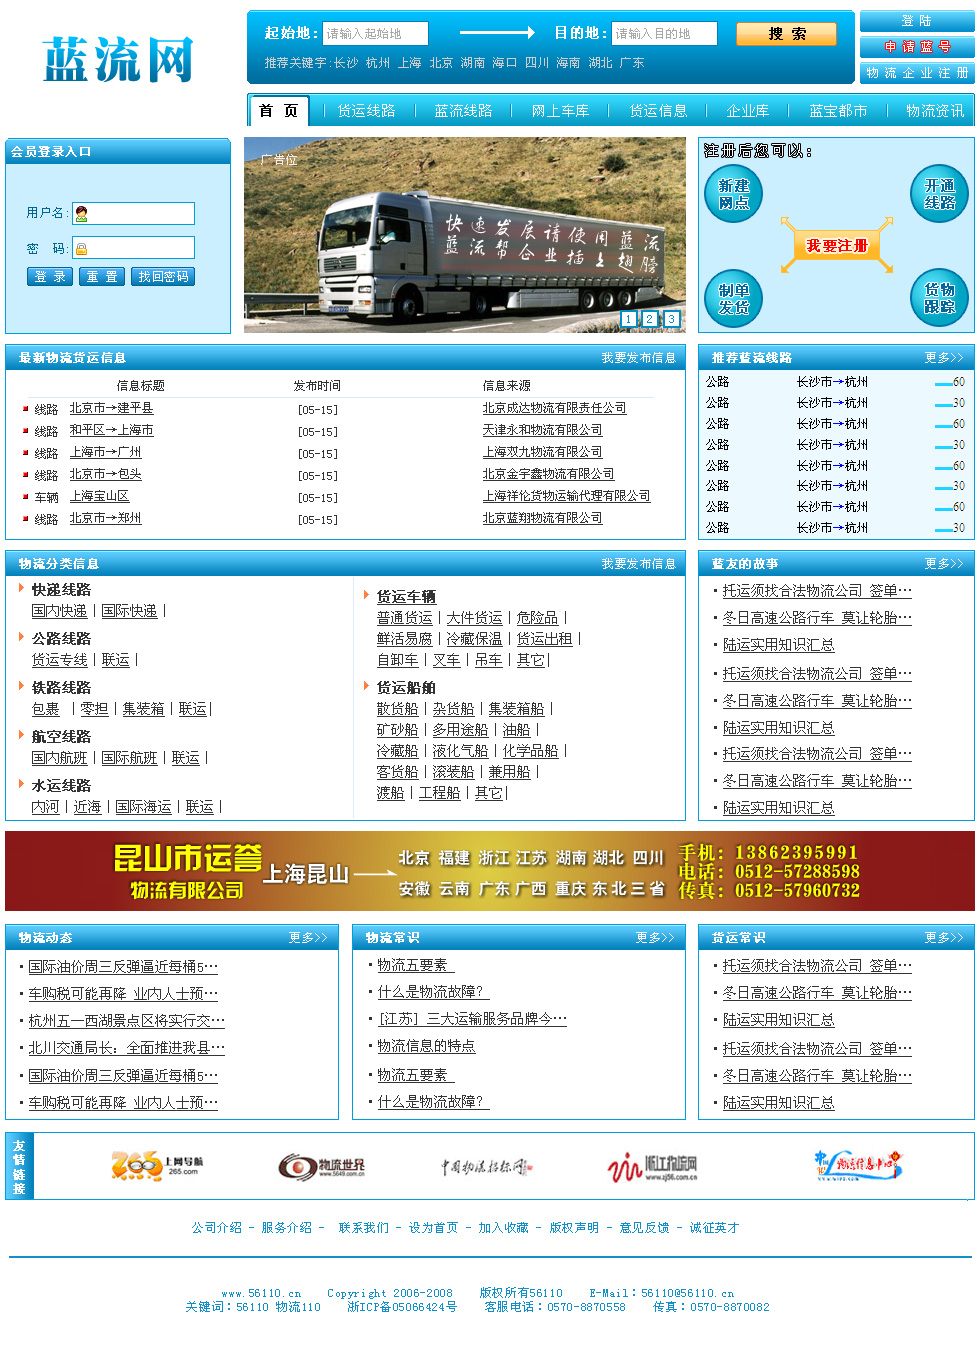 蓝流网
起始地: 请输入起始地 目的地: 请输入目的地 搜 索
推荐关键字:长沙 杭州 上海 北京 湖南 海口 四川 海南 湖北 广东
登 陆
申请蓝号
物流企业注册
首 页 货运线路 蓝流线路 网上车库 货运信息 企业库 蓝宝都市 物流资讯
会员登录入口
用户名:
密 码:
登 录 重 置 找回密码
广告位
快速发展请使用蓝流
蓝流帮合业插上翅膀
1 2 3
注册后您可以:
新建网点
开通线路
我要注册
制单发货
货物跟踪
最新物流货运信息 我要发布信息
信息标题 发布时间 信息来源
线路 北京市→建平县 [05-15] 北京成达物流有限责任公司
线路 和平区→上海市 [05-15] 天津永和物流有限公司
线路 上海市→广州 [05-15] 上海双九物流有限公司
线路 北京市→包头 [05-15] 北京金宇鑫物流有限公司
车辆 上海宝山区 [05-15] 上海祥伦货物运输代理有限公司
线路 北京市→郑州 [05-15] 北京蓝翔物流有限公司
推荐蓝流线路 更多>>
公路 长沙市→杭州 60
公路 长沙市→杭州 30
公路 长沙市→杭州 60
公路 长沙市→杭州 30
公路 长沙市→杭州 60
公路 长沙市→杭州 30
公路 长沙市→杭州 60
公路 长沙市→杭州 30
物流分类信息 我要发布信息
快递线路
国内快递 | 国际快递 |
公路线路
货运专线 | 联运 |
铁路线路
包裹 | 零担 | 集装箱 | 联运|
航空线路
国内航班 | 国际航班 | 联运 |
水运线路
内河 | 近海 | 国际海运 | 联运 |
货运车辆
普通货运 | 大件货运 | 危险品 |
鲜活易腐 | 冷藏保温 | 货运出租 |
自卸车 | 叉车 | 吊车 | 其它|
货运船舶
散货船 | 杂货船 | 集装箱船 |
矿砂船 | 多用途船 | 油船 |
冷藏船 | 液化气船 | 化学品船 |
客货船 | 滚装船 | 兼用船 |
渡船 | 工程船 | 其它|
蓝友的故事 更多>>
托运须找合法物流公司 签单…
冬日高速公路行车 莫让轮胎…
陆运实用知识汇总
托运须找合法物流公司 签单…
冬日高速公路行车 莫让轮胎…
陆运实用知识汇总
托运须找合法物流公司 签单…
冬日高速公路行车 莫让轮胎…
陆运实用知识汇总
昆山市运誉
物流有限公司
上海昆山
北京 福建 浙江 江苏 湖南 湖北 四川
安徽 云南 广东 广西 重庆 东北三省
手机: 13862395991
电话: 0512-57288598
传真: 0512-57960732
物流动态 更多>>
国际油价周三反弹逼近每桶5…
车购税可能再降 业内人士预…
杭州五一西湖景点区将实行交…
北川交通局长: 全面推进我县…
国际油价周三反弹逼近每桶5…
车购税可能再降 业内人士预…
物流常识 更多>>
物流五要素
什么是物流故障?
[江苏] 三大运输服务品牌今…
物流信息的特点
物流五要素
什么是物流故障?
货运常识 更多>>
托运须找合法物流公司 签单…
冬日高速公路行车 莫让轮胎…
陆运实用知识汇总
托运须找合法物流公司 签单…
冬日高速公路行车 莫让轮胎…
陆运实用知识汇总
友情链接
265 上网导航 265.com
物流世界 www.5649.com
中国物流招标网
浙江物流网 www.zj56.com.cn
物流信息中心
公司介绍 - 服务介绍 - 联系我们 - 设为首页 - 加入收藏 - 版权声明 - 意见反馈 - 诚征英才
www.56110.cn Copyright 2006-2008 版权所有56110 E-Mail:56110@56110.cn
关键词:56110 物流110 浙ICP备05066424号 客服电话:0570-8870558 传真:0570-8870082